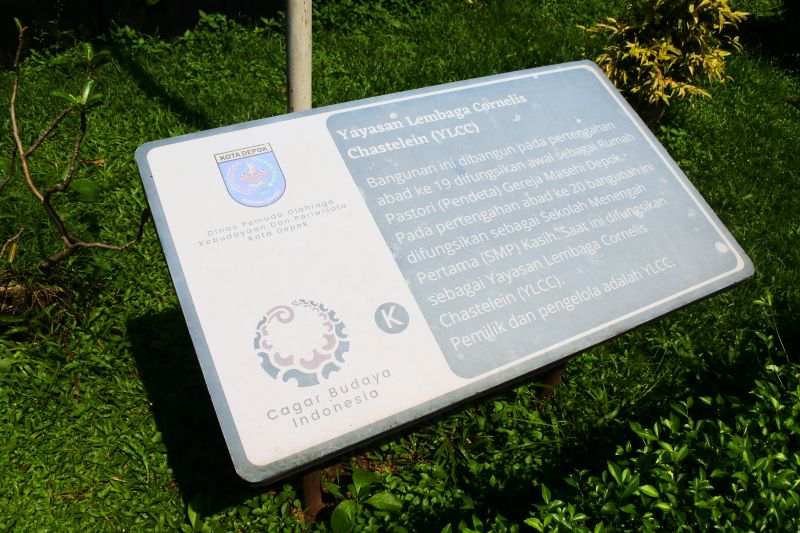 KOTA DEPOK
Dinas Pemuda Olahraga
Kebudayaan Dan Pariwisata
Kota Depok
Cagar Budaya
Indonesia
K
Yayasan Lembaga Cornelis
Chastelein (YLCC)
Bangunan ini dibangun pada pertengahan
abad ke 19 difungsikan awal sebagai Rumah
Pastori (Pendeta) Gereja Masehi Depok.
Pada pertengahan abad ke 20 bangunan ini
difungsikan sebagai Sekolah Menengah
Pertama (SMP) Kasih. Saat ini difungsikan
sebagai Yayasan Lembaga Cornelis
Chastelein (YLCC).
Pemilik dan pengelola adalah YLCC.